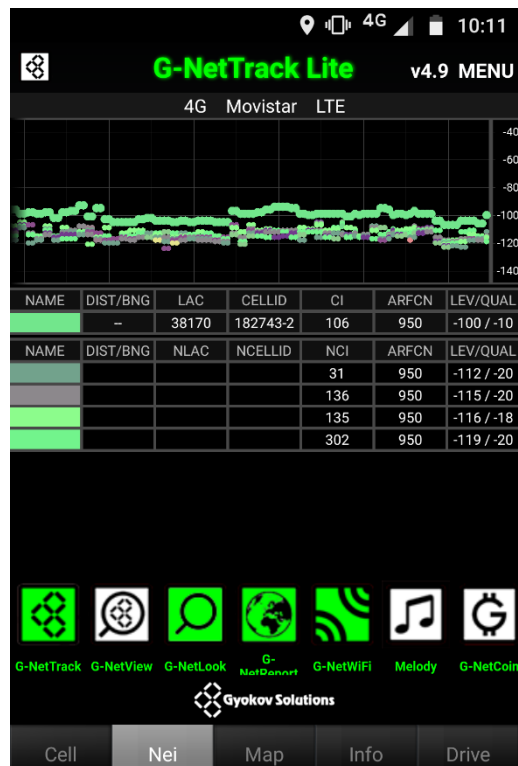 4G 10:11
G-NetTrack Lite v4.9 MENU
4G Movistar LTE
-40
-60
-80
-100
-120
-140
NAME DIST/BNG LAC CELLID CI ARFCN LEV/QUAL
-- 38170 182743-2 106 950 -100 / -10
NAME DIST/BNG NLAC NCELLID NCI ARFCN LEV/QUAL
31 950 -112 / -20
136 950 -115 / -20
135 950 -116 / -18
302 950 -119 / -20
G-NetTrack G-NetView G-NetLook G-NetReport G-NetWiFi Melody G-NetCoin
Gyokov Solutions
Cell Nei Map Info Drive